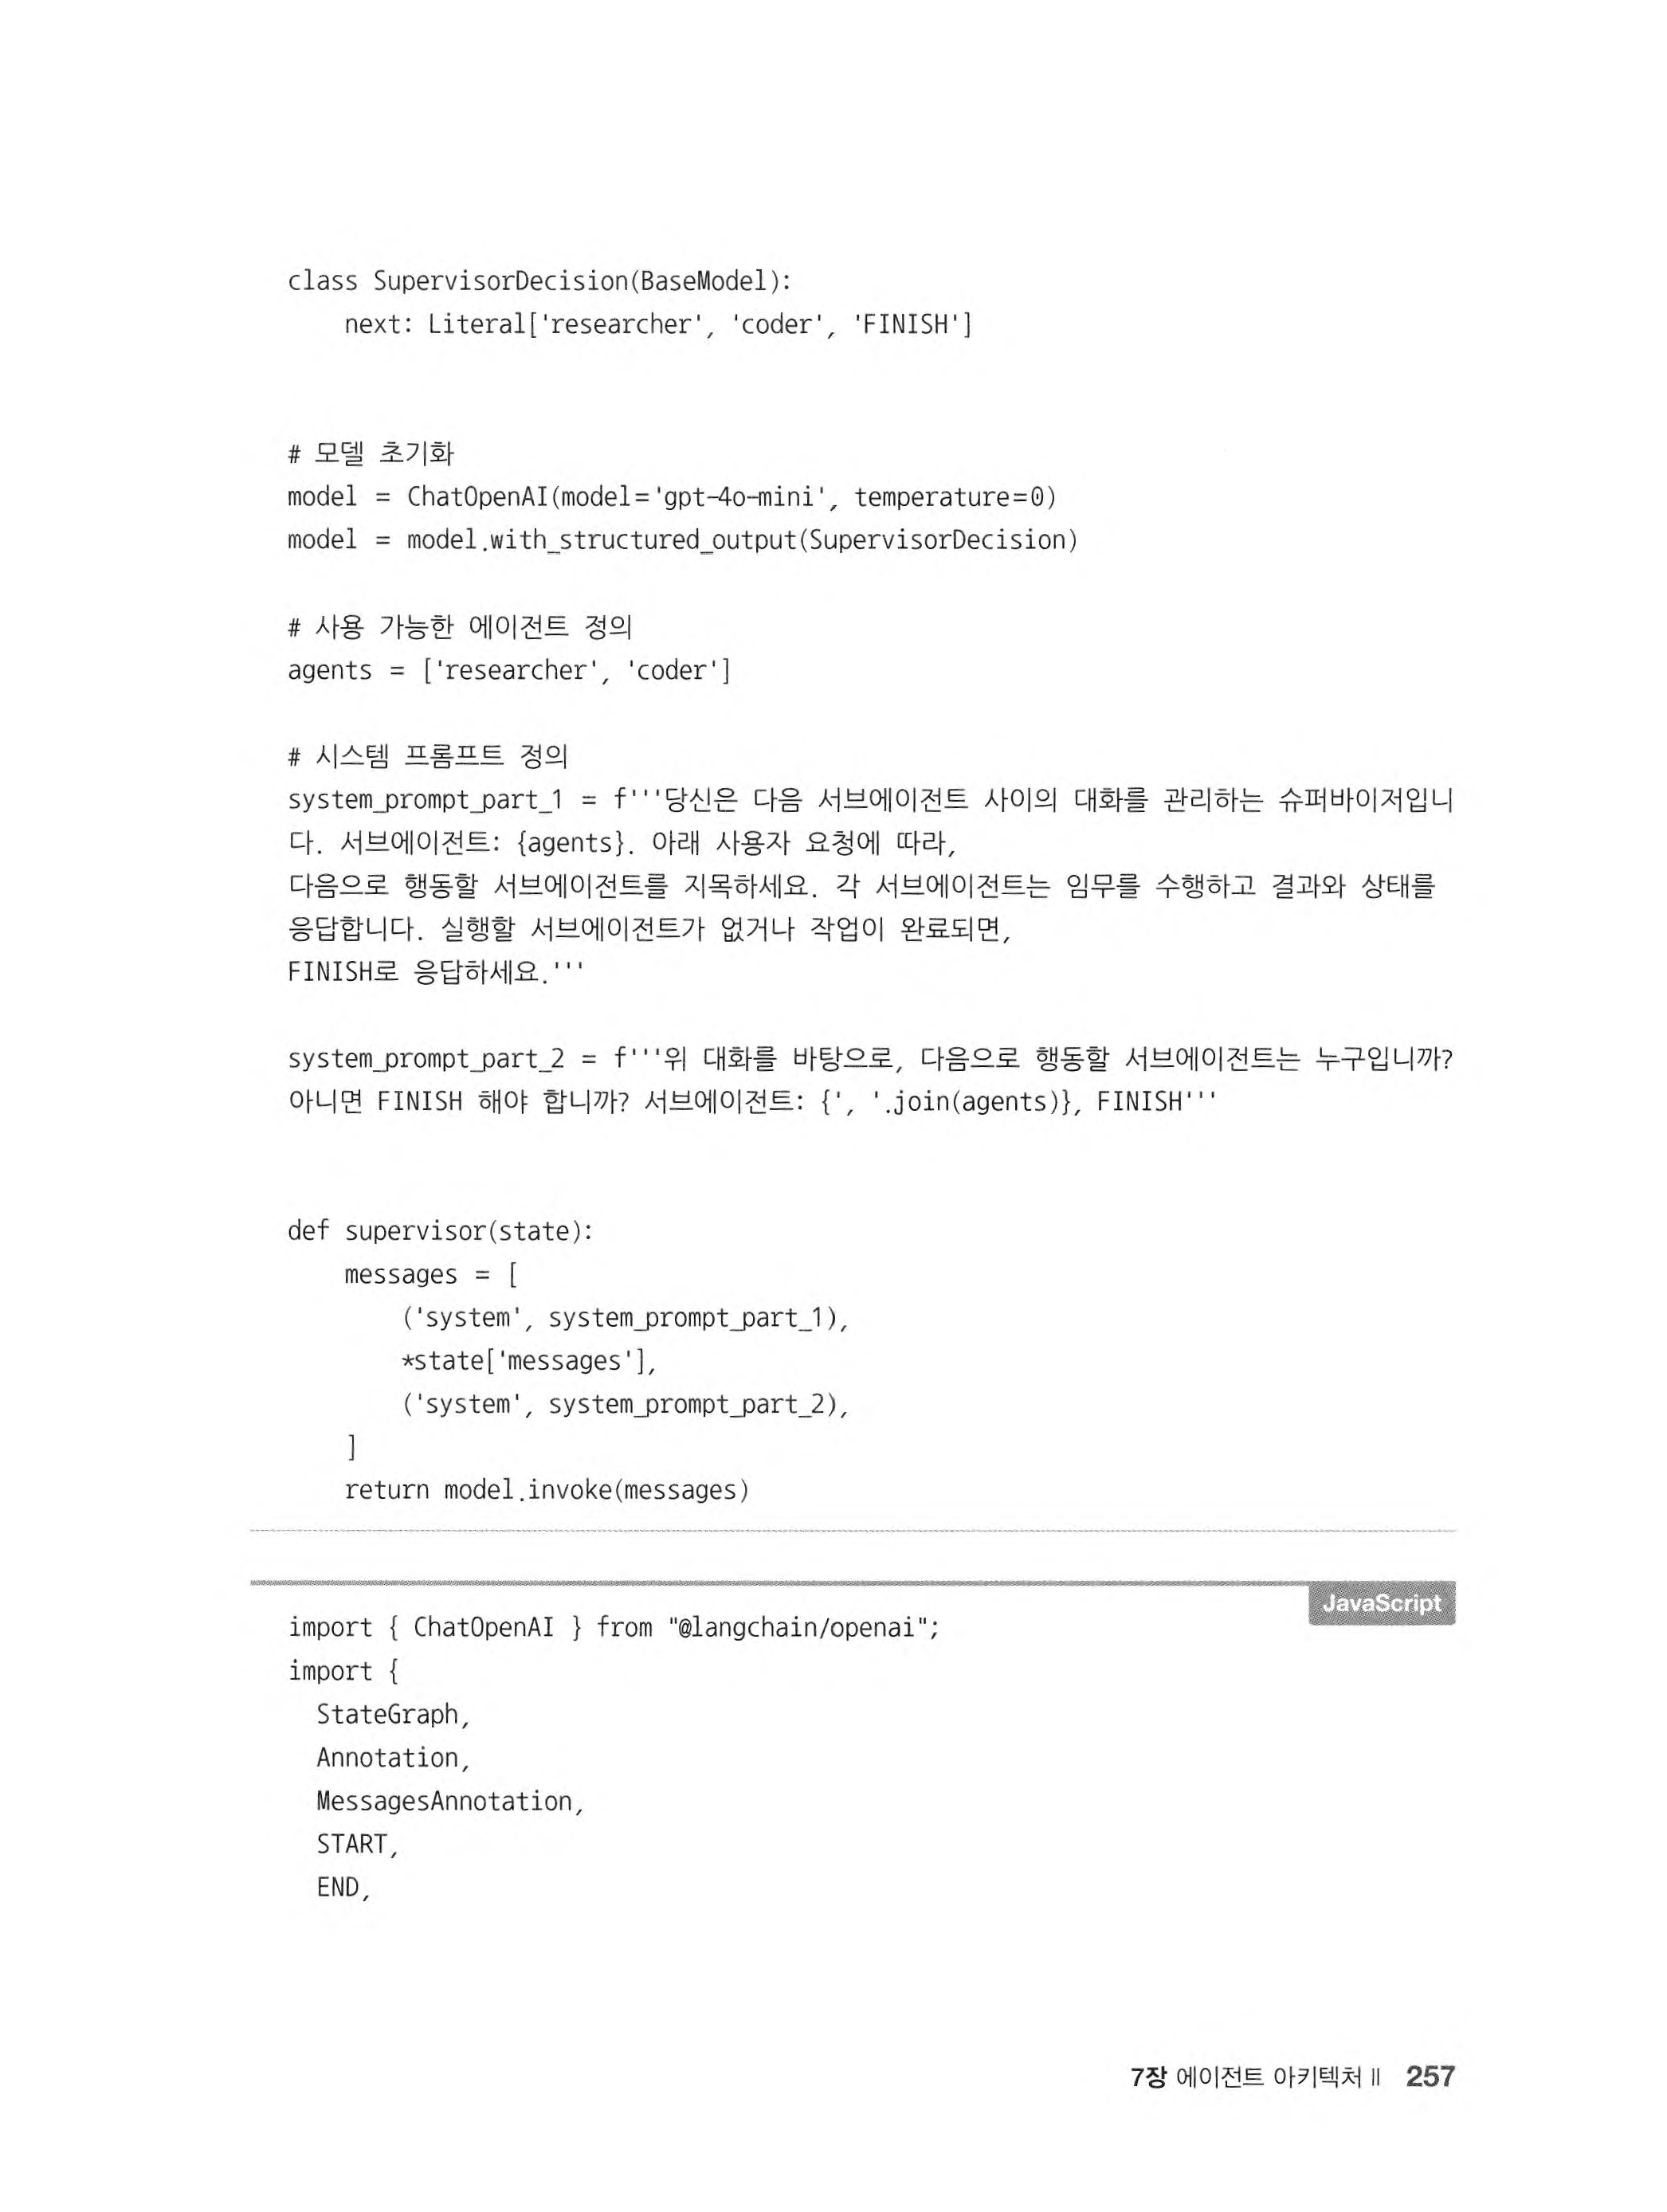 class SupervisorDecision(BaseModel):
    next: Literal['researcher', 'coder', 'FINISH']
# 모델 초기화
model = ChatOpenAI(model='gpt-4o-mini', temperature=0)
model = model.with_structured_output(SupervisorDecision)
# 사용 가능한 에이전트 정의
agents = ['researcher', 'coder']
# 시스템 프롬프트 정의
system_prompt_part_1 = f'''당신은 다음 서브에이전트 사이의 대화를 관리하는 슈퍼바이저입니
다. 서브에이전트: {agents}. 아래 사용자 요청에 따라,
다음으로 행동할 서브에이전트를 지목하세요. 각 서브에이전트는 임무를 수행하고 결과와 상태를
응답합니다. 실행할 서브에이전트가 없거나 작업이 완료되면,
FINISH로 응답하세요.'''
system_prompt_part_2 = f'''위 대화를 바탕으로, 다음으로 행동할 서브에이전트는 누구입니까?
아니면 FINISH 해야 합니까? 서브에이전트: {', '.join(agents)}, FINISH'''
def supervisor(state):
    messages = [
        ('system', system_prompt_part_1),
        *state['messages'],
        ('system', system_prompt_part_2),
    ]
    return model.invoke(messages)
JavaScript
import { ChatOpenAI } from "@langchain/openai";
import {
  StateGraph,
  Annotation,
  MessagesAnnotation,
  START,
  END,
7장 에이전트 아키텍처 II 257